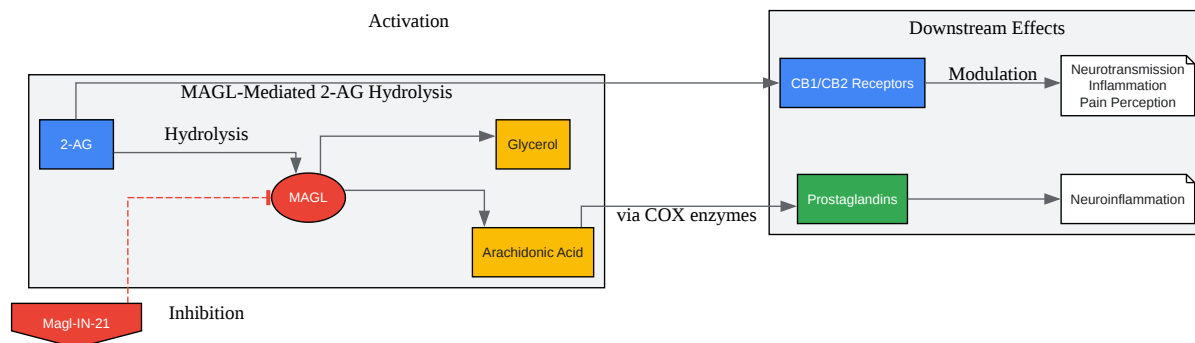 Activation
Downstream Effects
CB1/CB2 Receptors
Modulation
Neurotransmission
Inflammation
Pain Perception
MAGL-Mediated 2-AG Hydrolysis
2-AG
Hydrolysis
Glycerol
MAGL
Prostaglandins
Neuroinflammation
via COX enzymes
Arachidonic Acid
Magl-IN-21
Inhibition